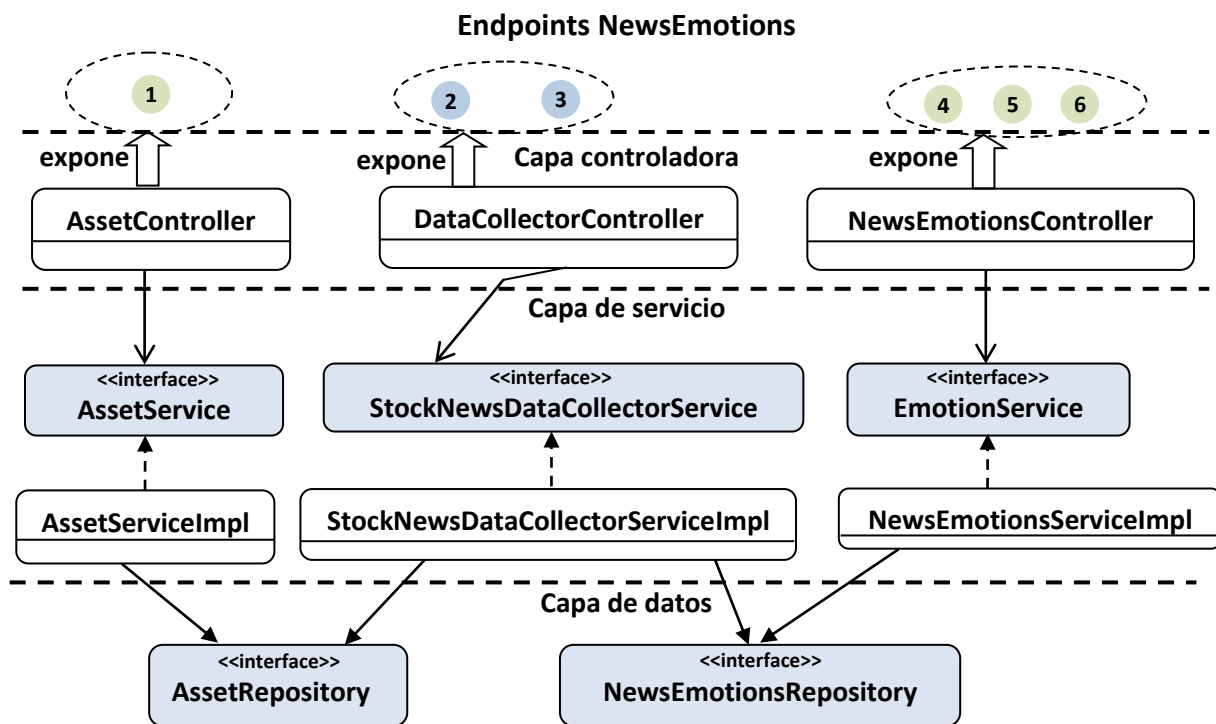 Endpoints NewsEmotions
1
2
3
4
5
6
expone
expone
Capa controladora
expone
AssetController
DataCollectorController
NewsEmotionsController
Capa de servicio
<<interface>>
AssetService
<<interface>>
StockNewsDataCollectorService
<<interface>>
EmotionService
AssetServiceImpl
StockNewsDataCollectorServiceImpl
NewsEmotionsServiceImpl
Capa de datos
<<interface>>
AssetRepository
<<interface>>
NewsEmotionsRepository